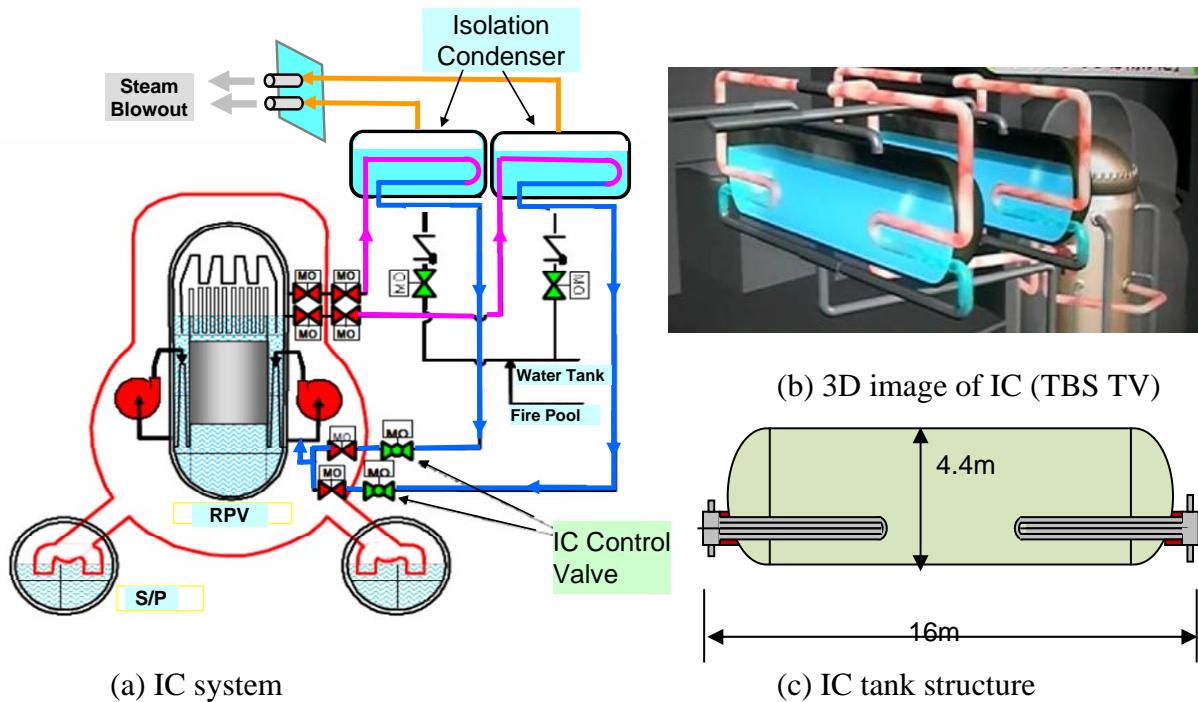 Isolation
Condenser
Steam
Blowout
MO
MO
MO
MO
MO
MO
Water Tank
Fire Pool
MO
MO
MO
MO
RPV
S/P
IC Control
Valve
(a) IC system
(b) 3D image of IC (TBS TV)
4.4m
16m
(c) IC tank structure